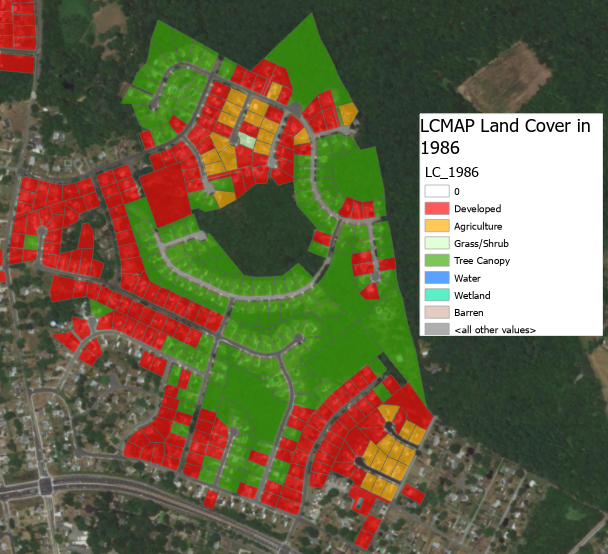 LCMAP Land Cover in
1986
LC_1986
0
Developed
Agriculture
Grass/Shrub
Tree Canopy
Water
Wetland
Barren
<all other values>